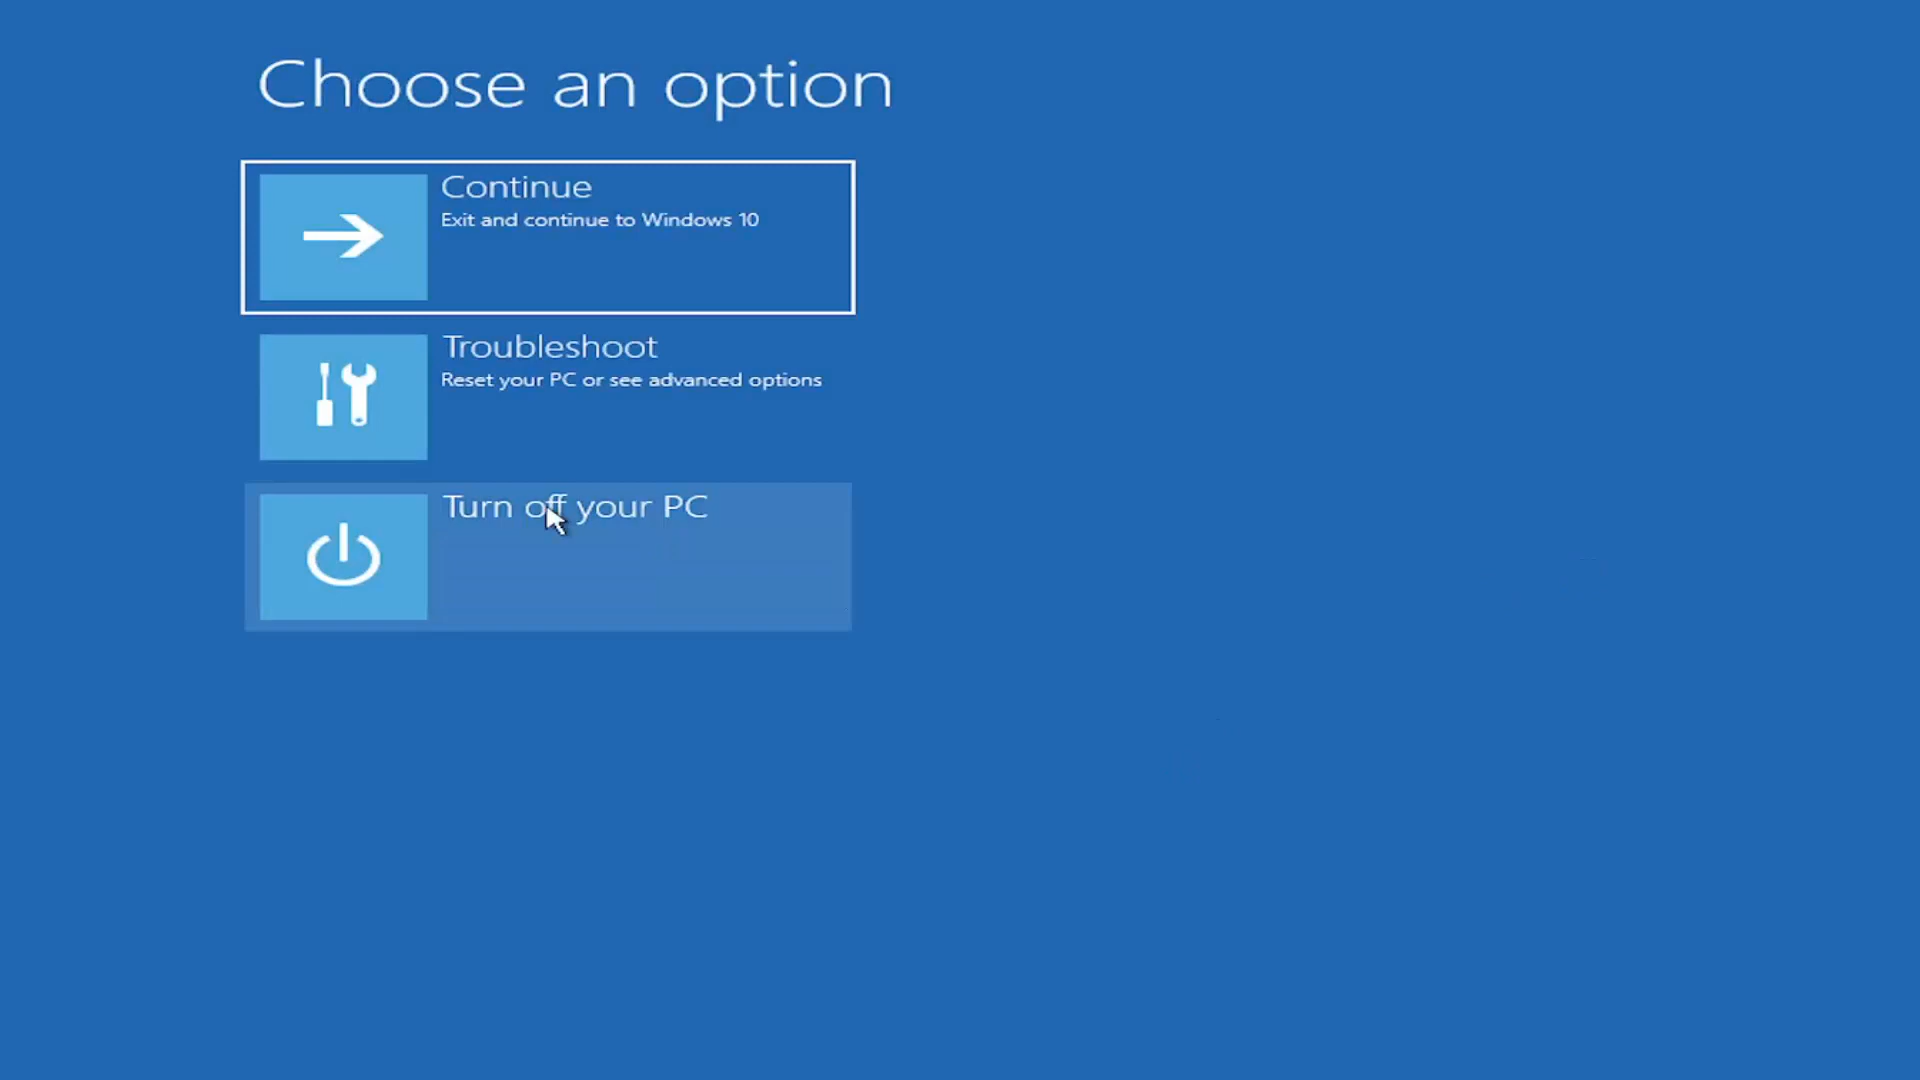 Choose an option
Continue
Exit and continue to Windows 10
Troubleshoot
Reset your PC or see advanced options
Turn off your PC